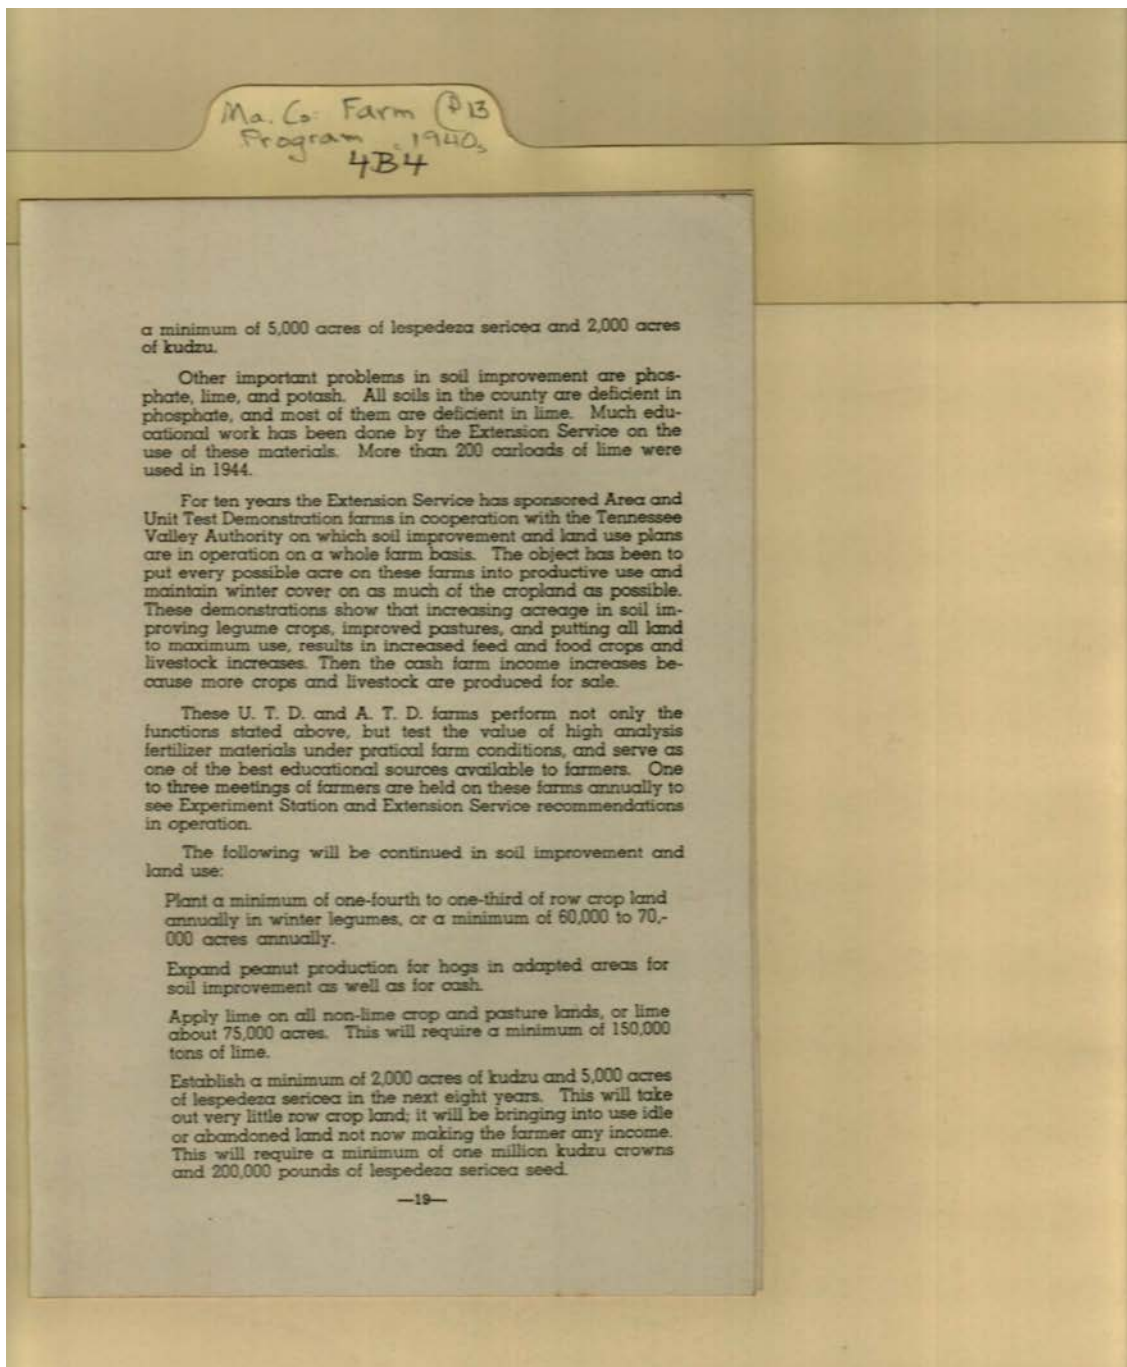 Ma. Co. Farm P 13
Program 1940s
4B4
a minimum of 5,000 acres of lespedeza sericea and 2,000 acres
of kudzu.
Other important problems in soil improvement are phos-
phate, lime, and potash. All soils in the county are deficient in
phosphate, and most of them are deficient in lime. Much edu-
cational work has been done by the Extension Service on the
use of these materials. More than 200 carloads of lime were
used in 1944.
For ten years the Extension Service has sponsored Area and
Unit Test Demonstration farms in cooperation with the Tennessee
Valley Authority on which soil improvement and land use plans
are in operation on a whole farm basis. The object has been to
put every possible acre on these farms into productive use and
maintain winter cover on as much of the cropland as possible.
These demonstrations show that increasing acreage in soil im-
proving legume crops, improved pastures, and putting all land
to maximum use, results in increased feed and food crops and
livestock increases. Then the cash farm income increases be-
cause more crops and livestock are produced for sale.
These U. T. D. and A. T. D. farms perform not only the
functions stated above, but test the value of high analysis
fertilizer materials under pratical farm conditions, and serve as
one of the best educational sources available to farmers. One
to three meetings of farmers are held on these farms annually to
see Experiment Station and Extension Service recommendations
in operation.
The following will be continued in soil improvement and
land use:
Plant a minimum of one-fourth to one-third of row crop land
annually in winter legumes, or a minimum of 60,000 to 70,-
000 acres annually.
Expand peanut production for hogs in adapted areas for
soil improvement as well as for cash.
Apply lime on all non-lime crop and pasture lands, or lime
about 75,000 acres. This will require a minimum of 150,000
tons of lime.
Establish a minimum of 2,000 acres of kudzu and 5,000 acres
of lespedeza sericea in the next eight years. This will take
out very little row crop land; it will be bringing into use idle
or abandoned land not now making the farmer any income.
This will require a minimum of one million kudzu crowns
and 200,000 pounds of lespedeza sericea seed.
—19—